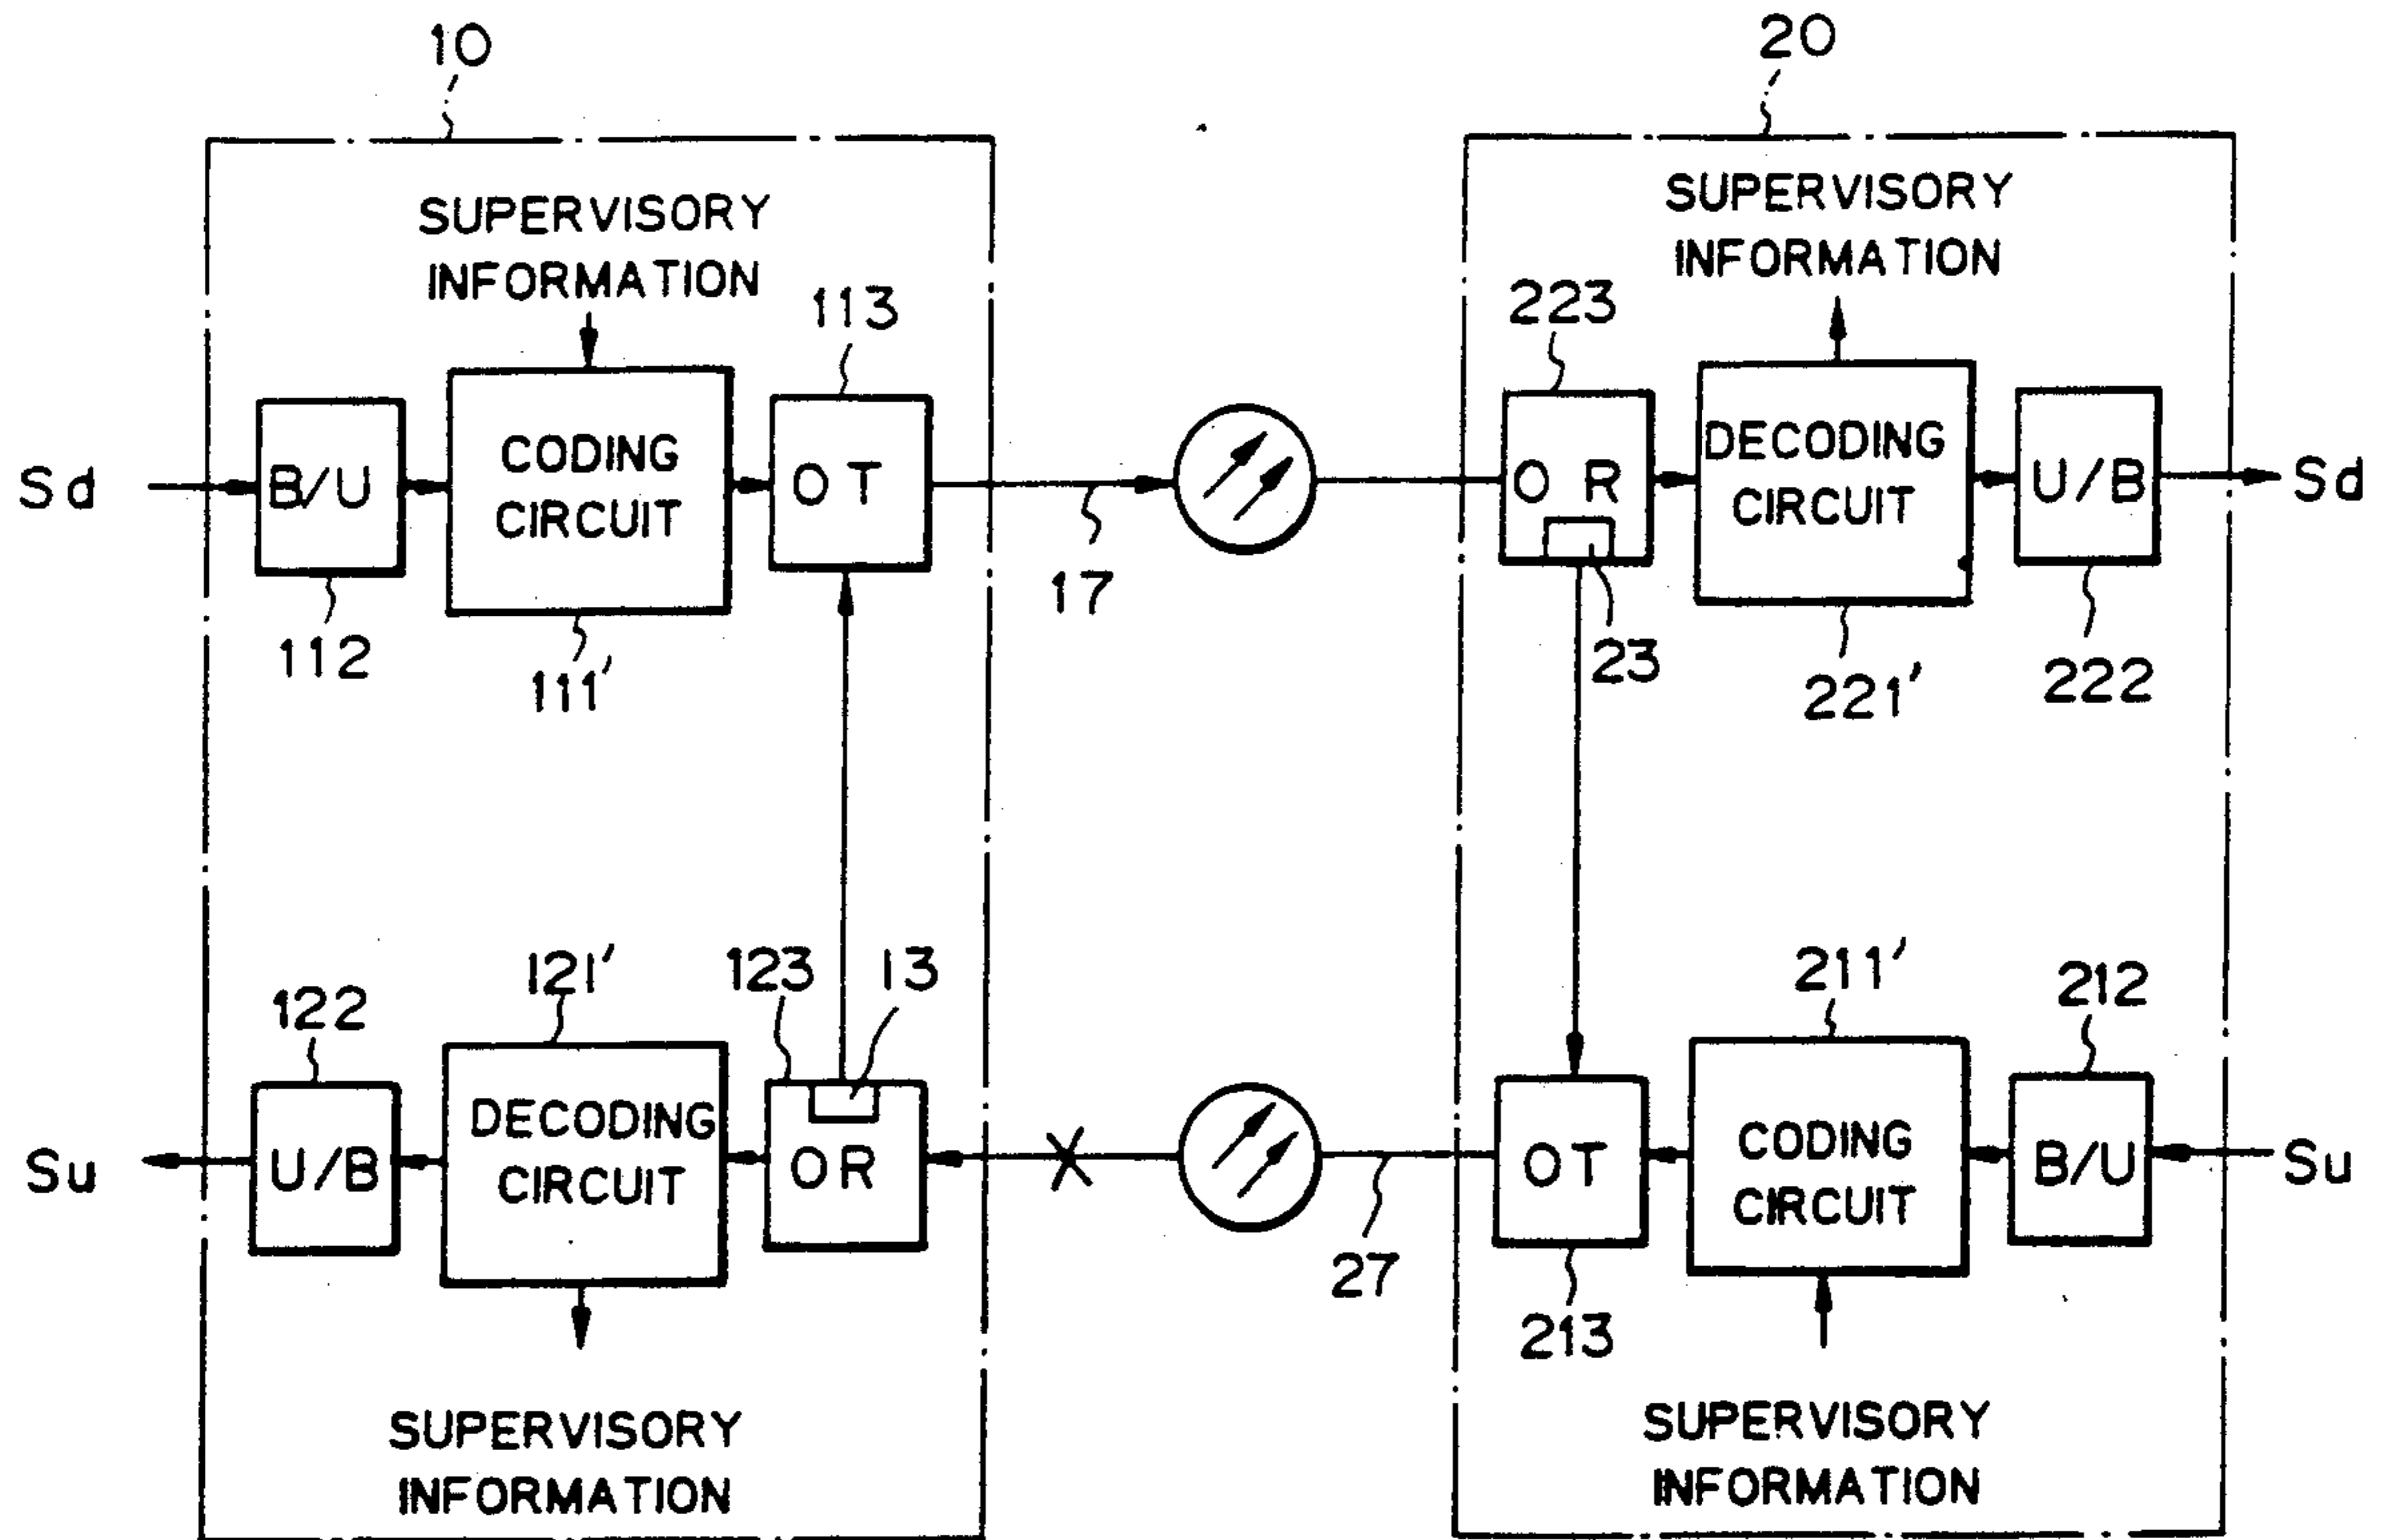 10
20
SUPERVISORY
INFORMATION
SUPERVISORY
INFORMATION
113
223
Sd
B/U
CODING
CIRCUIT
OT
OR
DECODING
CIRCUIT
U/B
Sd
112
111'
17
23
221'
222
122
121'
123
13
211'
212
Su
U/B
DECODING
CIRCUIT
OR
OT
CODING
CIRCUIT
B/U
Su
27
213
SUPERVISORY
INFORMATION
SUPERVISORY
INFORMATION